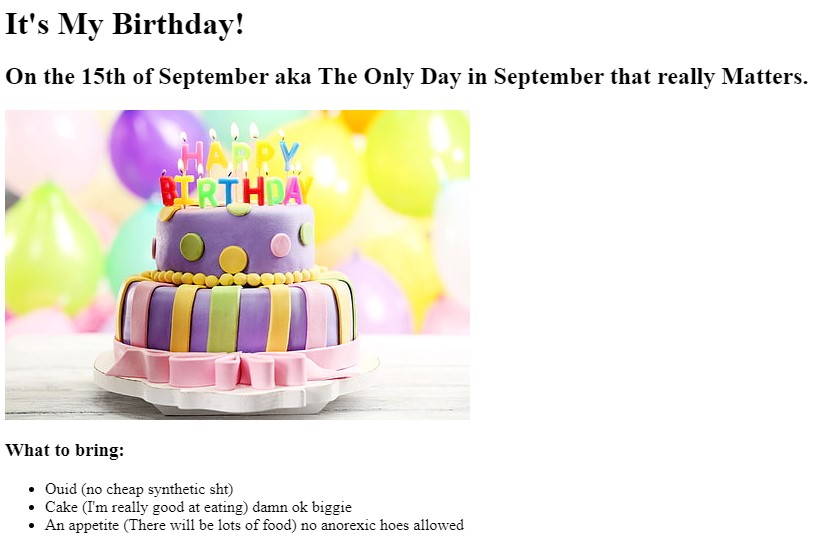 It's My Birthday!
On the 15th of September aka The Only Day in September that really Matters.
HAPPY
BIRTHDAY
What to bring:
Ouid (no cheap synthetic sht)
Cake (I'm really good at eating) damn ok biggie
An appetite (There will be lots of food) no anorexic hoes allowed